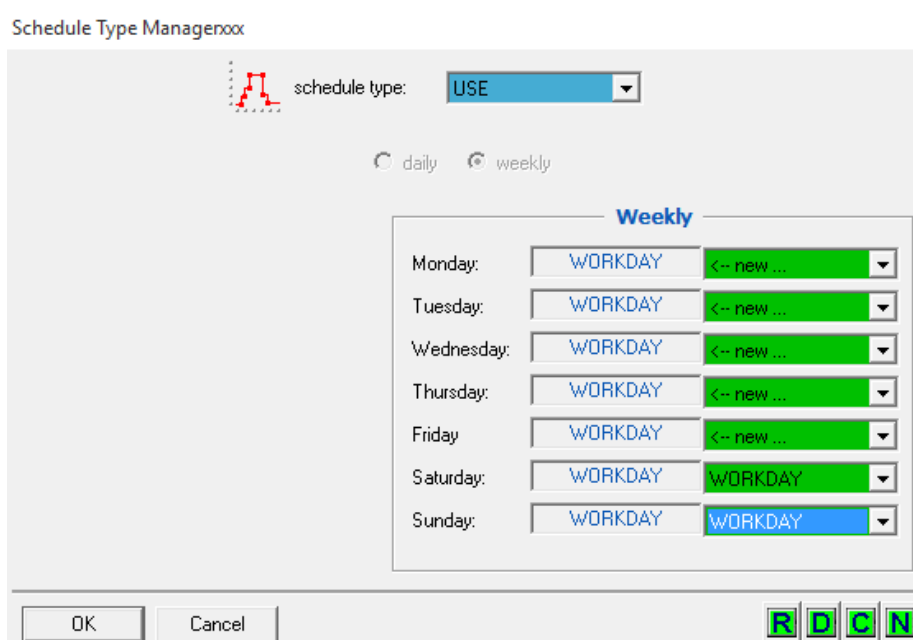 Schedule Type Managerxxx
schedule type: USE
daily weekly
Weekly
Monday: WORKDAY <-- new ...
Tuesday: WORKDAY <-- new ...
Wednesday: WORKDAY <-- new ...
Thursday: WORKDAY <-- new ...
Friday WORKDAY <-- new ...
Saturday: WORKDAY WORKDAY
Sunday: WORKDAY WORKDAY
OK Cancel R D C N